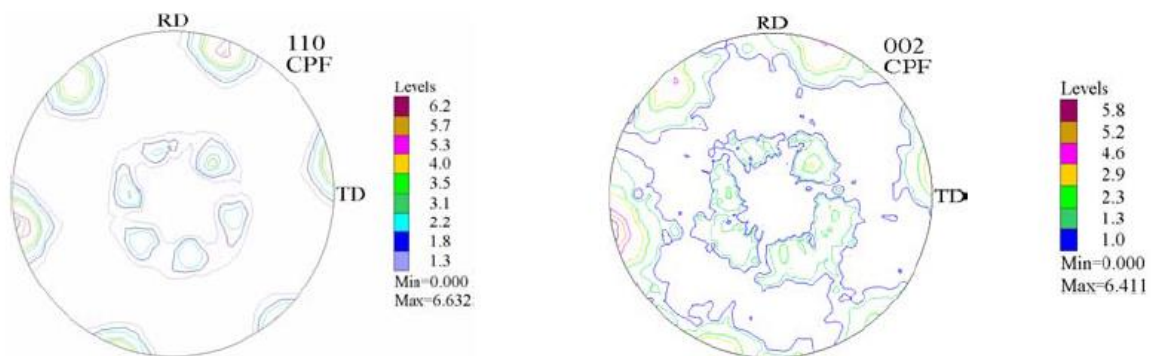 RD
110
CPF
Levels
6.2
5.7
5.3
4.0
3.5
3.1
2.2
1.8
1.3
Min=0.000
Max=6.632
TD
RD
002
CPF
Levels
5.8
5.2
4.6
2.9
2.3
1.3
1.0
Min=0.000
Max=6.411
TD